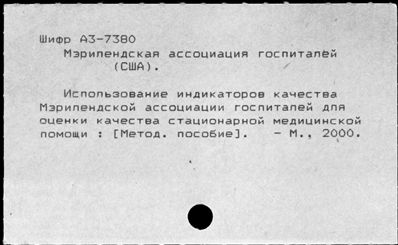 Шифр А3-7380
Мэрилендская ассоциация госпиталей
(США).
Использование индикаторов качества
Мэрилендской ассоциации госпиталей для
оценки качества стационарной медицинской
помощи : [Метод. пособие]. - М., 2000.